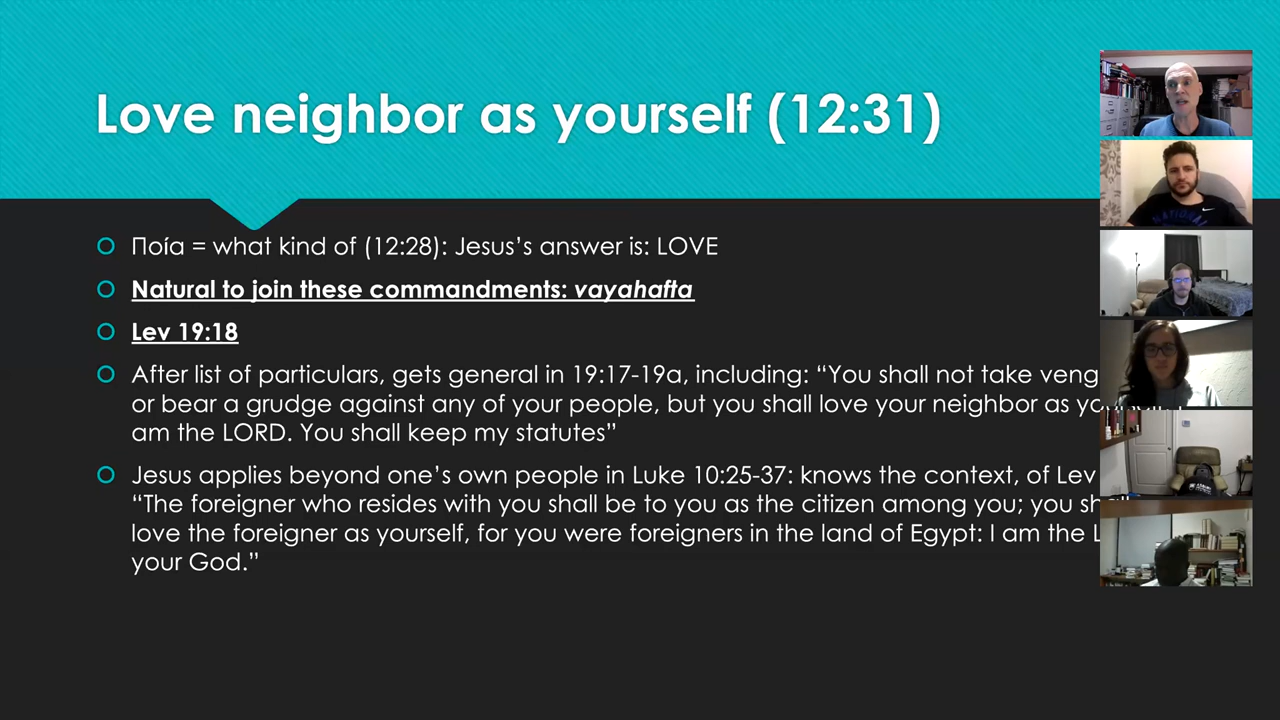 Love neighbor as yourself (12:31)
Ποία = what kind of (12:28): Jesus’s answer is: LOVE
Natural to join these commandments: vayahafta
Lev 19:18
After list of particulars, gets general in 19:17-19a, including: “You shall not take
or bear a grudge against any of your people, but you shall love your neighbor as
am the LORD. You shall keep my statutes”
Jesus applies beyond one’s own people in Luke 10:25-37: knows the context, of Lev
“The foreigner who resides with you shall be to you as the citizen among you; you
love the foreigner as yourself, for you were foreigners in the land of Egypt: I am the
your God.”